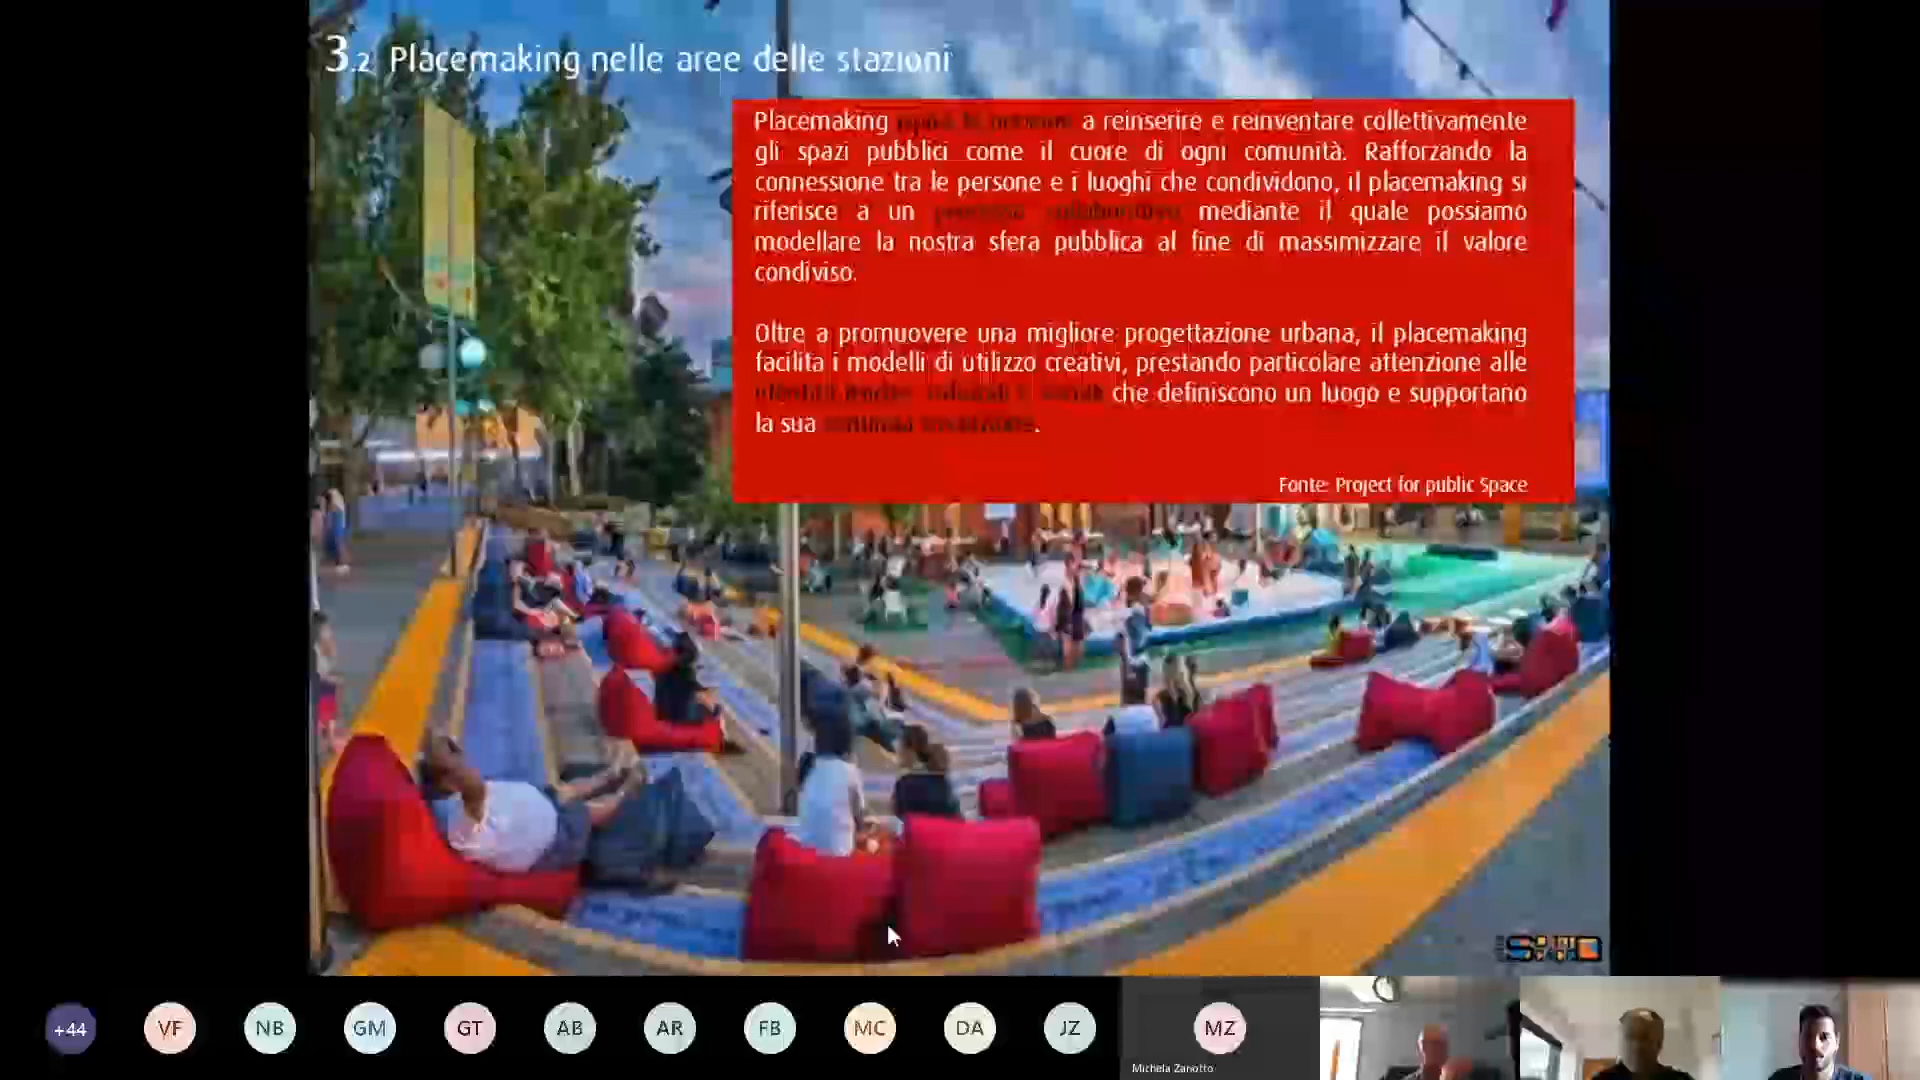 3.2 Placemaking nelle aree delle stazioni
Placemaking a reinserire e reinventare collettivamente
gli spazi pubblici come il cuore di ogni comunità. Rafforzando la
connessione tra le persone e i luoghi che condividono, il placemaking si
riferisce a un processo collaborativo mediante il quale possiamo
modellare la nostra sfera pubblica al fine di massimizzare il valore
condiviso.
Oltre a promuovere una migliore progettazione urbana, il placemaking
facilita i modelli di utilizzo creativi, prestando particolare attenzione alle
che definiscono un luogo e supportano
la sua continua evoluzione.
Fonte: Project for public Space
+44
VF
NB
GM
GT
AB
AR
FB
MC
DA
JZ
MZ
Michela Zanotto